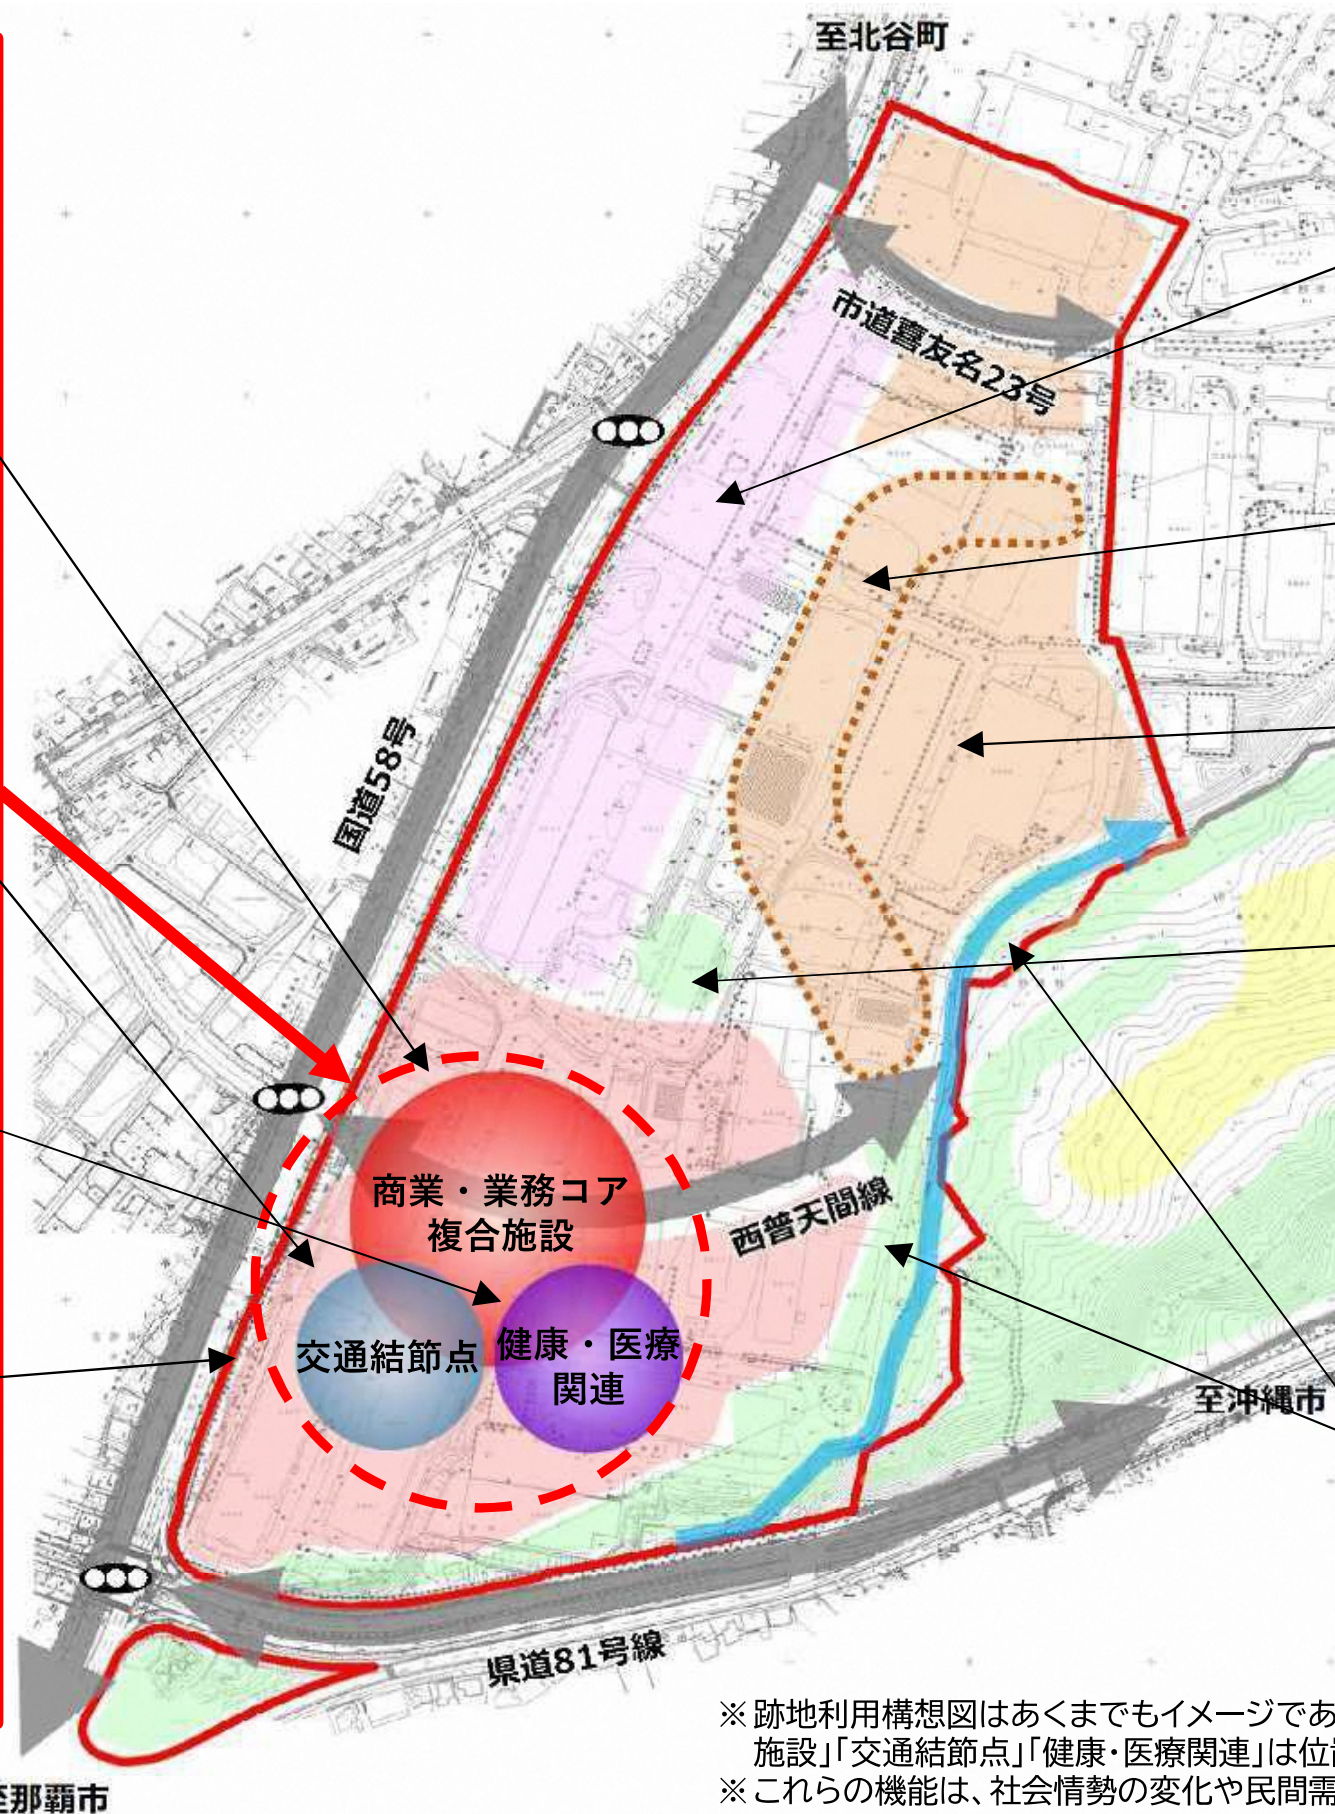 至北谷町
市道喜友名23号
国道58号
商業・業務コア
複合施設
西普天間線
交通結節点
健康・医療
関連
至沖縄市
県道81号線
至那覇市
※跡地利用構想図はあくまでもイメージであ
施設」「交通結節点」「健康・医療関連」は位置
※これらの機能は、社会情勢の変化や民間需